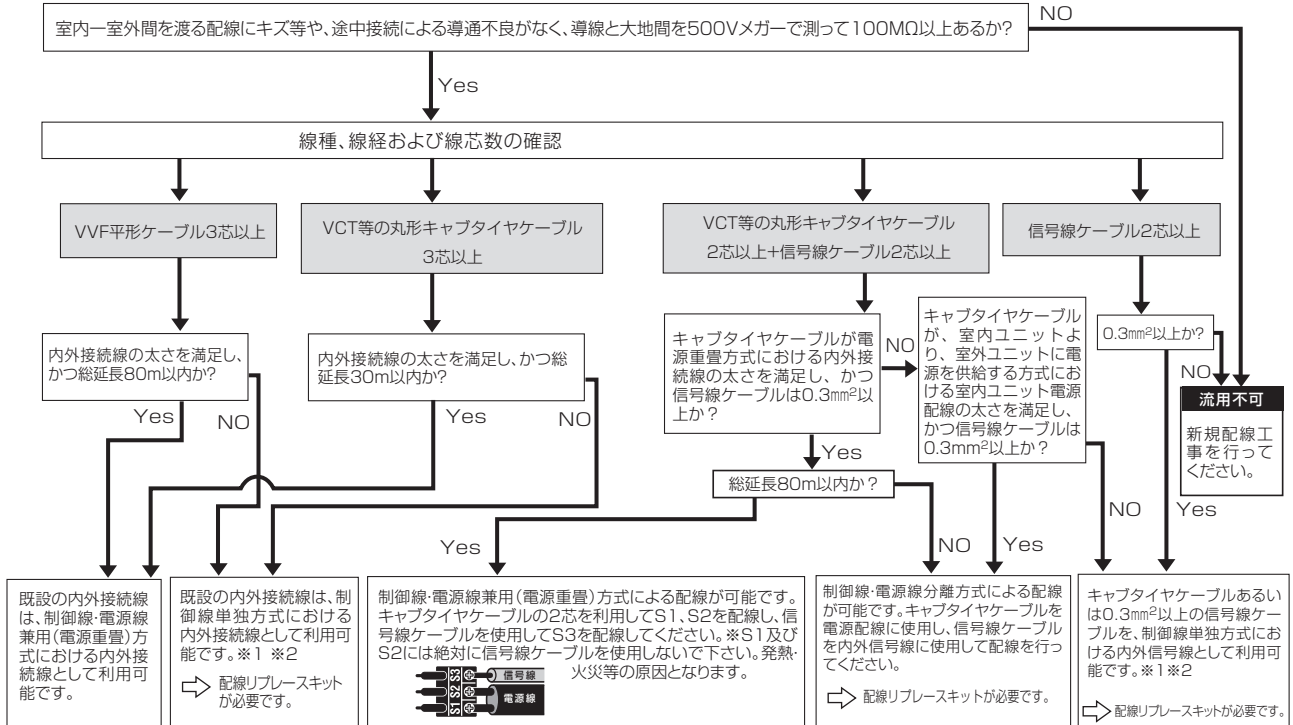 室内ー室外間を渡る配線にキズ等や、途中接続による導通不良がなく、導線と大地間を500Vメガーで測って100MΩ以上あるか?
NO
Yes
線種、線経および線芯数の確認
VVF平形ケーブル3芯以上
VCT等の丸形キャブタイヤケーブル
3芯以上
VCT等の丸形キャブタイヤケーブル
2芯以上+信号線ケーブル2芯以上
信号線ケーブル2芯以上
内外接続線の太さを満足し、
かつ総延長80m以内か?
Yes
NO
内外接続線の太さを満足し、かつ総
延長30m以内か?
Yes
NO
キャブタイヤケーブルが電
源重畳方式における内外接
続線の太さを満足し、かつ
信号線ケーブルは0.3mm²以
上か?
NO
Yes
キャブタイヤケーブル
が、室内ユニットよ
り、室外ユニットに電
源を供給する方式にお
ける室内ユニット電源
配線の太さを満足し、
かつ信号線ケーブルは
0.3mm²以上か?
0.3mm²以上か?
NO
流用不可
新規配線工
事を行って
ください。
総延長80m以内か?
Yes
NO
Yes
NO
Yes
既設の内外接続線
は、制御線・電源線
兼用(電源重畳)方
式における内外接
続線として利用可
能です。
既設の内外接続線は、制
御線単独方式における
内外接続線として利用可
能です。※1 ※2
配線リプレースキット
が必要です。
制御線・電源線兼用(電源重畳)方式による配線が可能です。
キャブタイヤケーブルの2芯を利用してS1、S2を配線し、信
号線ケーブルを使用してS3を配線してください。※S1及び
S2には絶対に信号線ケーブルを使用しないで下さい。発熱・
火災等の原因となります。
S1 S2 S3
信号線
電源線
制御線・電源線分離方式による配線
が可能です。キャブタイヤケーブルを
電源配線に使用し、信号線ケーブル
を内外信号線に使用して配線を行っ
てください。
配線リプレースキットが必要です。
キャブタイヤケーブルあるい
は0.3mm²以上の信号線ケー
ブルを、制御線単独方式にお
ける内外信号として利用可
能です。※1※2
配線リプレースキットが必要です。